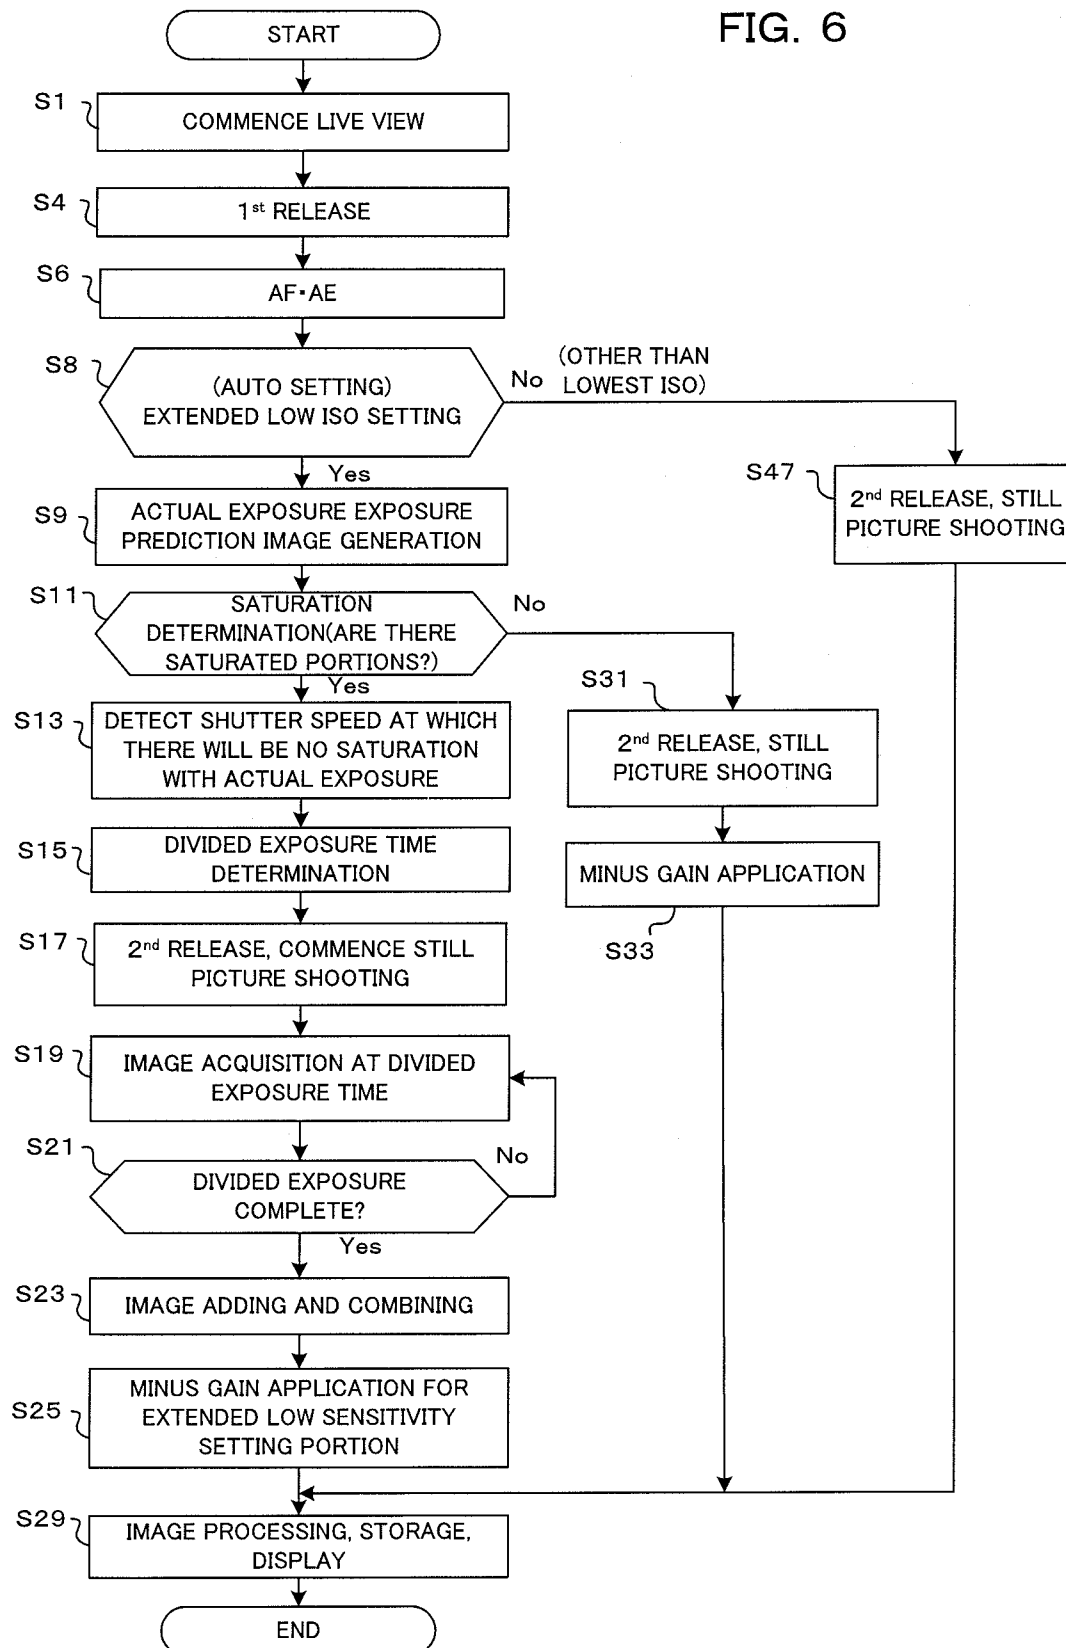 FIG. 6
START
S1
COMMENCE LIVE VIEW
S4
1st RELEASE
S6
AF·AE
S8
(AUTO SETTING)
EXTENDED LOW ISO SETTING
No
(OTHER THAN
LOWEST ISO)
Yes
S47
2nd RELEASE, STILL
PICTURE SHOOTING
S9
ACTUAL EXPOSURE EXPOSURE
PREDICTION IMAGE GENERATION
S11
SATURATION
DETERMINATION(ARE THERE
SATURATED PORTIONS?)
No
Yes
S31
2nd RELEASE, STILL
PICTURE SHOOTING
S13
DETECT SHUTTER SPEED AT WHICH
THERE WILL BE NO SATURATION
WITH ACTUAL EXPOSURE
S15
DIVIDED EXPOSURE TIME
DETERMINATION
MINUS GAIN APPLICATION
S33
S17
2nd RELEASE, COMMENCE STILL
PICTURE SHOOTING
S19
IMAGE ACQUISITION AT DIVIDED
EXPOSURE TIME
S21
DIVIDED EXPOSURE
COMPLETE?
No
Yes
S23
IMAGE ADDING AND COMBINING
S25
MINUS GAIN APPLICATION FOR
EXTENDED LOW SENSITIVITY
SETTING PORTION
S29
IMAGE PROCESSING, STORAGE,
DISPLAY
END